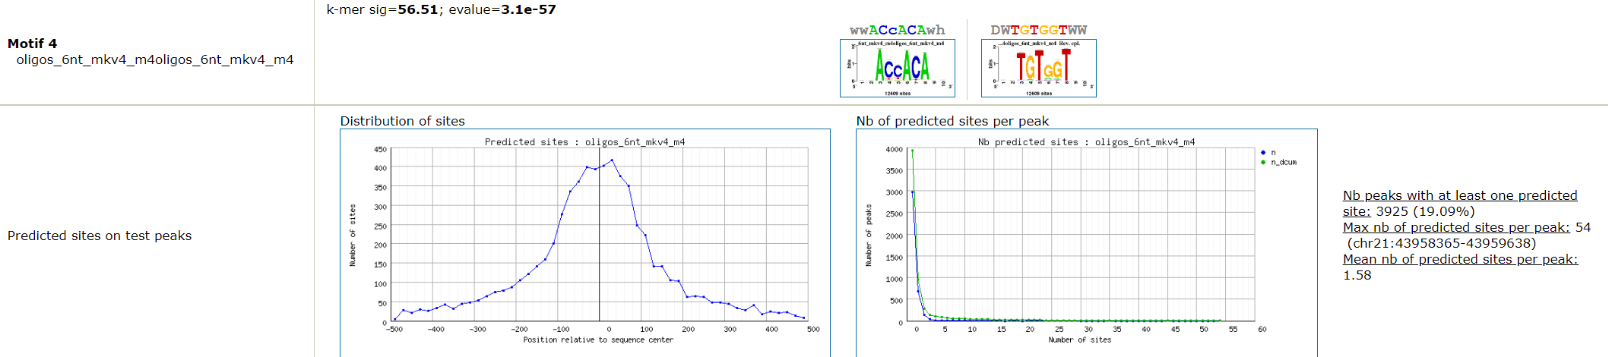 k-mer sig=56.51; evalue=3.1e-57
Motif 4
oligos_6nt_mkv4_m4oligos_6nt_mkv4_m4
wwACcACAwh
DWTGTGGTWW
ACCACA
TGTGGT
12609 sites
12609 sites
Distribution of sites
Predicted sites : oligos_6nt_mkv4_m4
Number of sites
450
400
350
300
250
200
150
100
50
0
-500 -400 -300 -200 -100 0 100 200 300 400 500
Position relative to sequence center
Nb of predicted sites per peak
Nb predicted sites : oligos_6nt_mkv4_m4
n
n_dcum
Number of peaks
4000
3500
3000
2500
2000
1500
1000
500
0
0 5 10 15 20 25 30 35 40 45 50 55 60
Number of sites
Predicted sites on test peaks
Nb peaks with at least one predicted
site: 3925 (19.09%)
Max nb of predicted sites per peak: 54
(chr21:43958365-43959638)
Mean nb of predicted sites per peak:
1.58